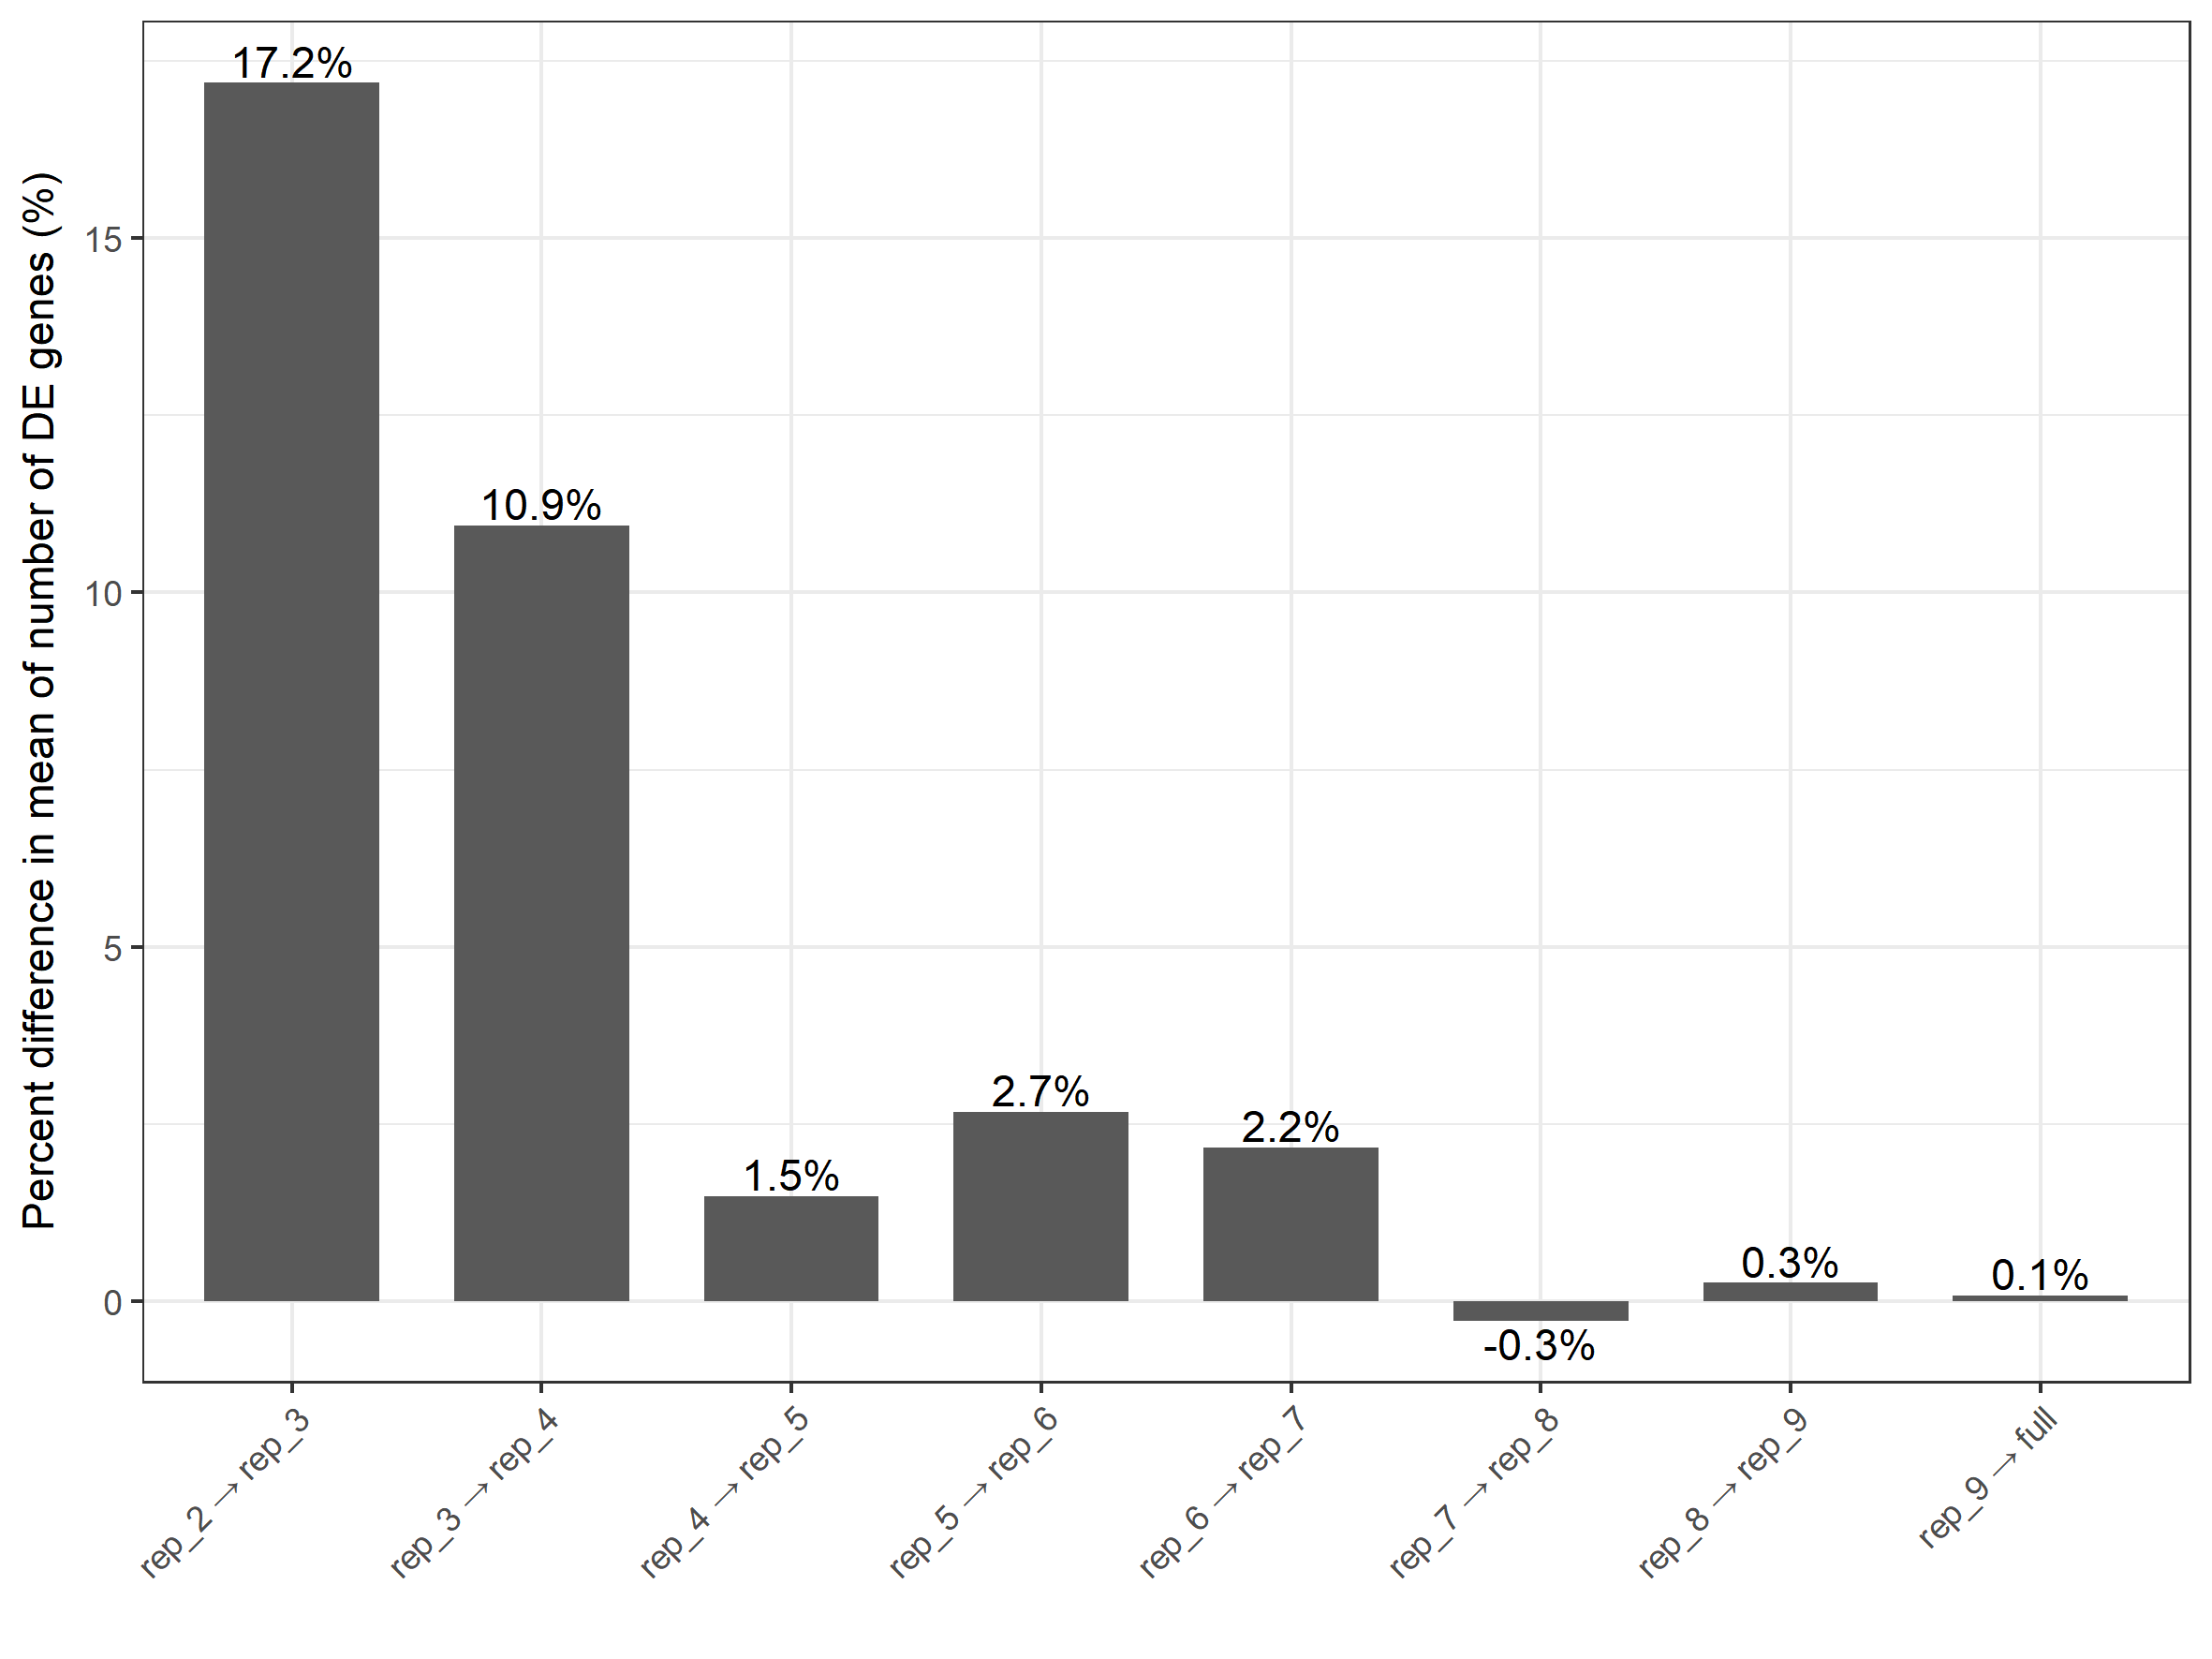 Percent difference in mean of number of DE genes (%)
15
10
5
0
17.2%
10.9%
1.5%
2.7%
2.2%
-0.3%
0.3%
0.1%
rep_2→rep_3
rep_3→rep_4
rep_4→rep_5
rep_5→rep_6
rep_6→rep_7
rep_7→rep_8
rep_8→rep_9
rep_9→full